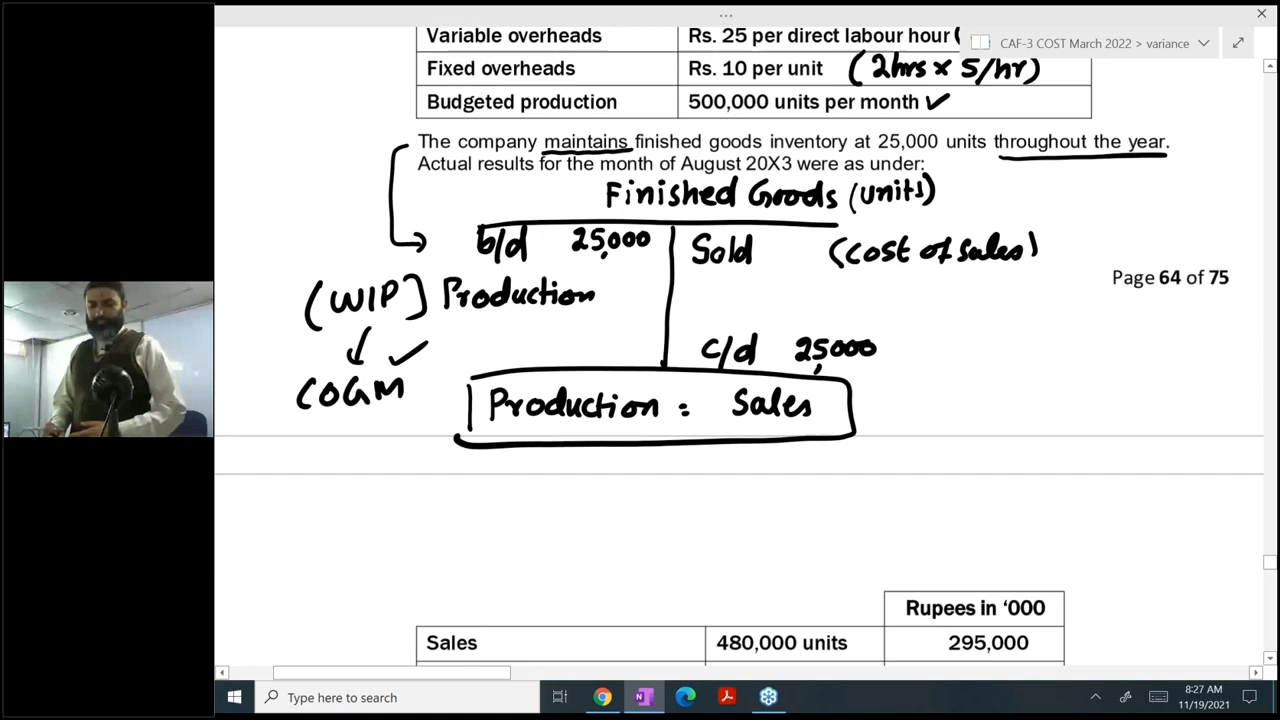 CAF-3 COST March 2022 > variance
Variable overheads Rs. 25 per direct labour hour (
Fixed overheads Rs. 10 per unit (2hrs x 5/hr)
Budgeted production 500,000 units per month ✓
The company maintains finished goods inventory at 25,000 units throughout the year.
Actual results for the month of August 20X3 were as under:
Finished Goods (units)
b/d 25,000 Sold (cost of sales)
(WIP] Production
Page 64 of 75
c/d 25,000
COGM
Production = Sales
Rupees in ‘000
Sales 480,000 units 295,000
Type here to search
8:27 AM
11/19/2021